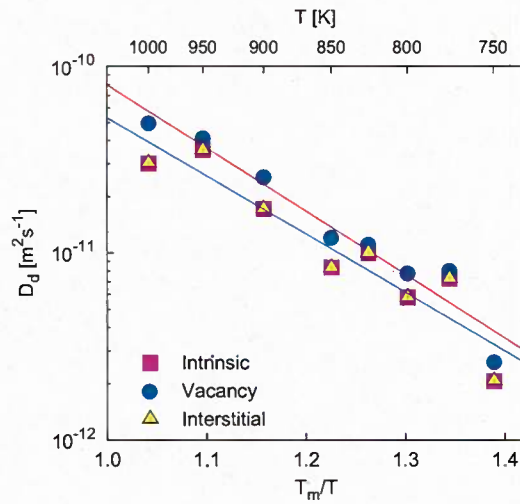 T [K]
1000 950 900 850 800 750
10⁻¹⁰
10⁻¹¹
10⁻¹²
D_d [m²s⁻¹]
Intrinsic
Vacancy
Interstitial
1.0 1.1 1.2 1.3 1.4
T_m/T